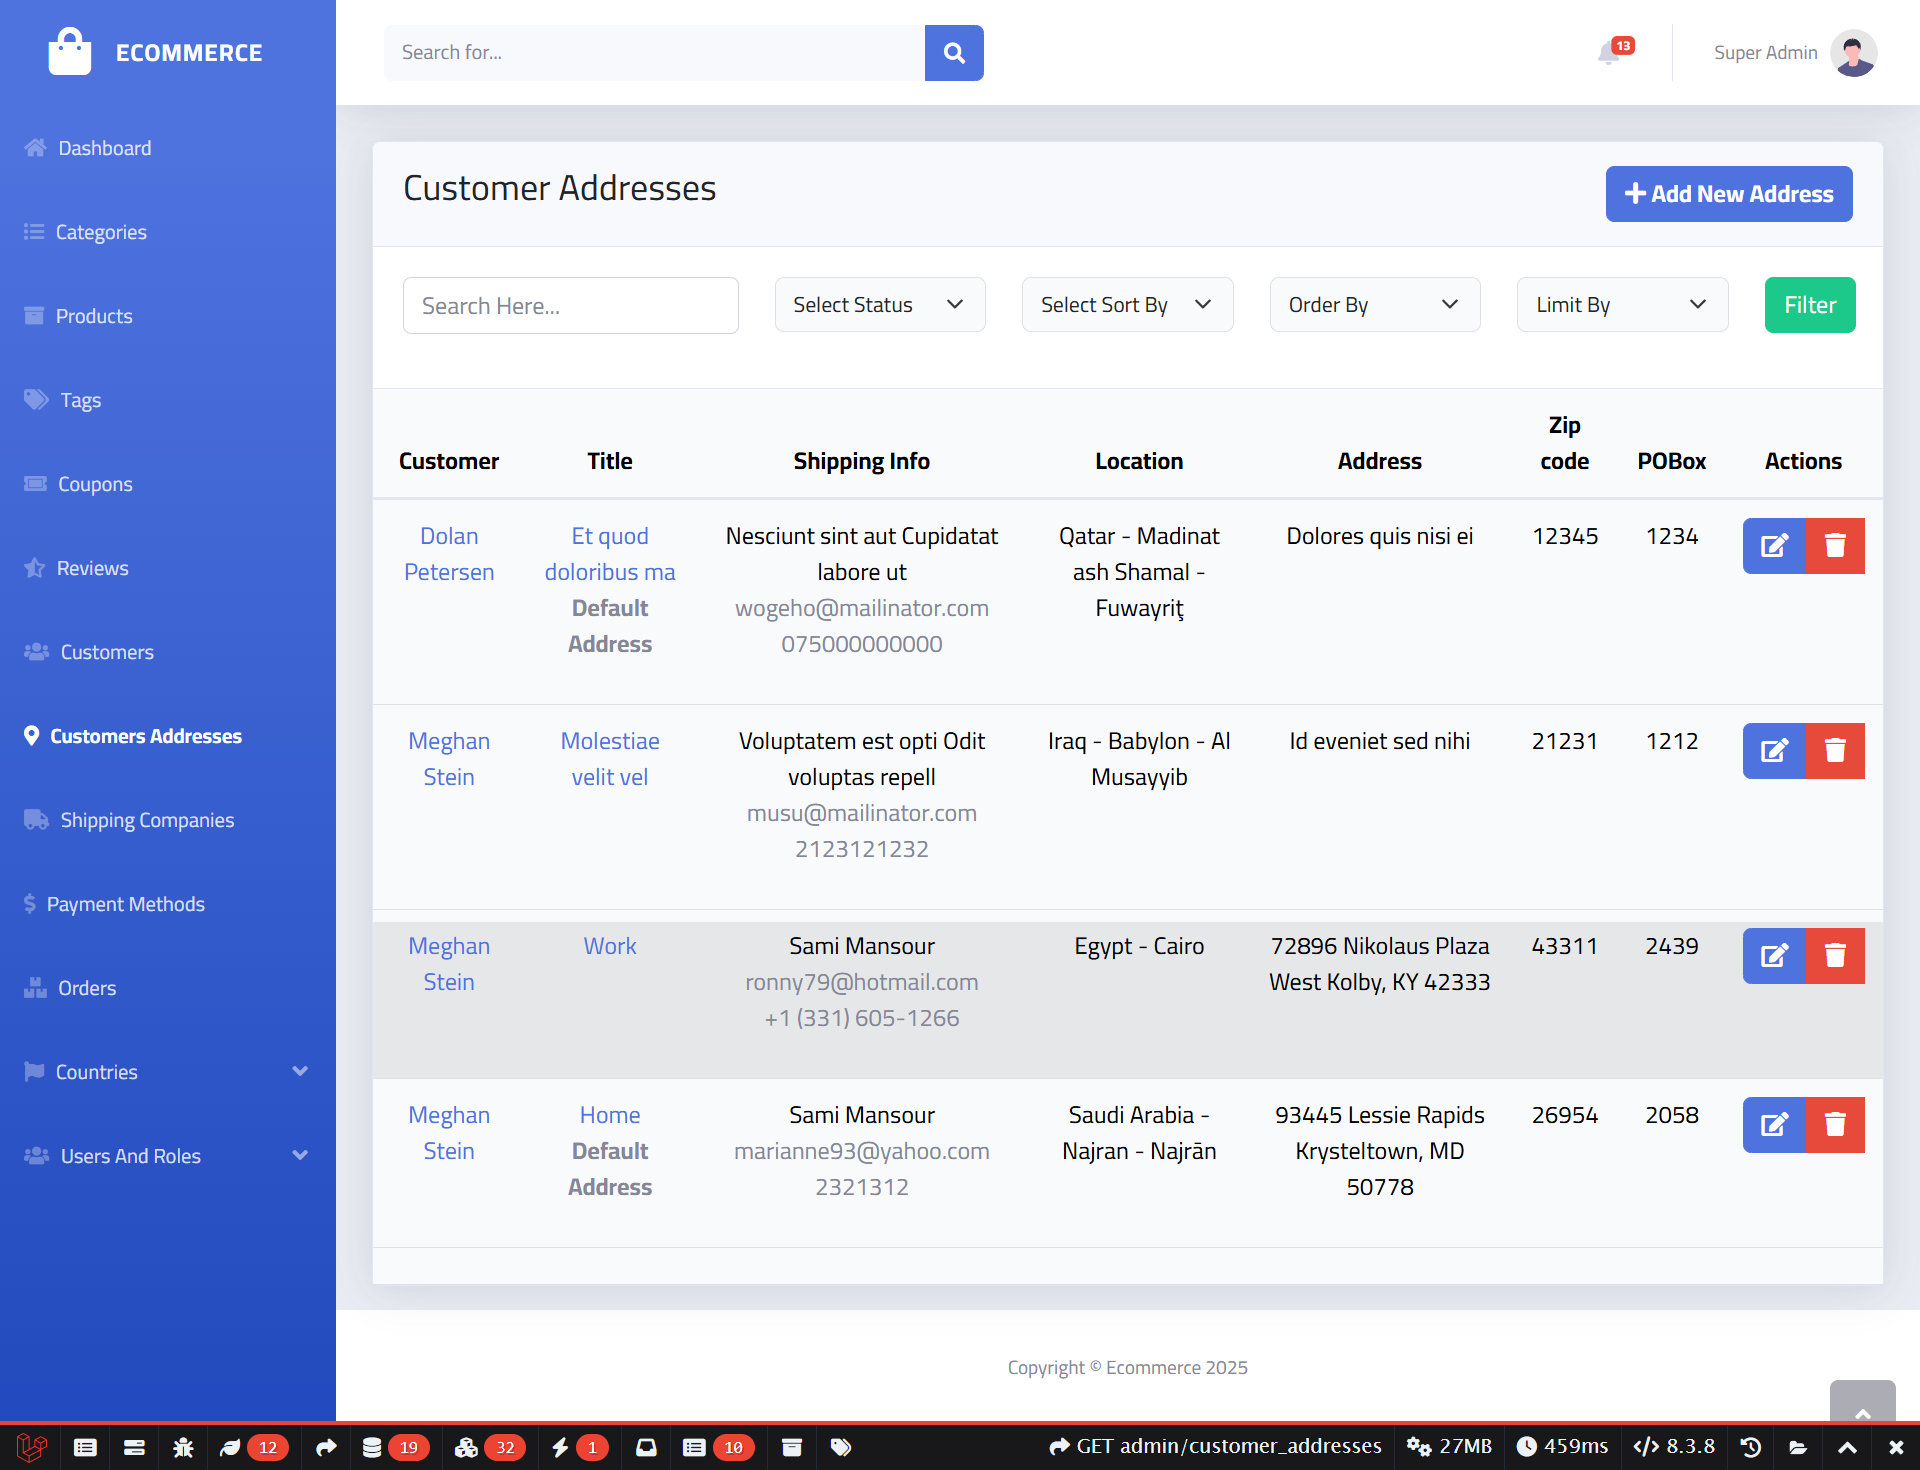 ECOMMERCE
Search for...
13
Super Admin
Dashboard
Categories
Products
Tags
Coupons
Reviews
Customers
Customers Addresses
Shipping Companies
Payment Methods
Orders
Countries
Users And Roles
Customer Addresses
Add New Address
Search Here...
Select Status
Select Sort By
Order By
Limit By
Filter
Customer
Title
Shipping Info
Location
Address
Zip
code
POBox
Actions
Dolan
Petersen
Et quod
doloribus ma
Default
Address
Nesciunt sint aut Cupidatat
labore ut
wogeho@mailinator.com
075000000000
Qatar - Madinat
ash Shamal -
Fuwayriţ
Dolores quis nisi ei
12345
1234
Meghan
Stein
Molestiae
velit vel
Voluptatem est opti Odit
voluptas repell
musu@mailinator.com
2123121232
Iraq - Babylon - Al
Musayyib
Id eveniet sed nihi
21231
1212
Meghan
Stein
Work
Sami Mansour
ronny79@hotmail.com
+1 (331) 605-1266
Egypt - Cairo
72896 Nikolaus Plaza
West Kolby, KY 42333
43311
2439
Meghan
Stein
Home
Default
Address
Sami Mansour
marianne93@yahoo.com
2321312
Saudi Arabia -
Najran - Najrān
93445 Lessie Rapids
Krysteltown, MD
50778
26954
2058
Copyright © Ecommerce 2025
12
19
32
1
10
GET admin/customer_addresses
27MB
459ms
8.3.8